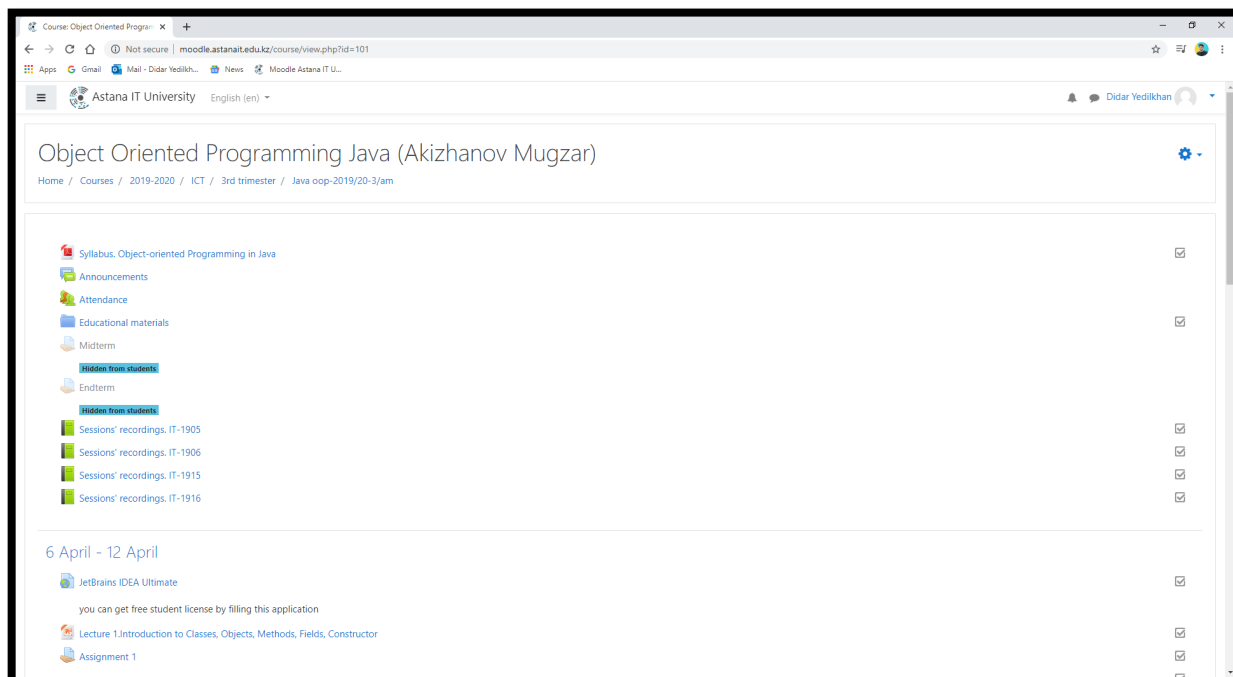 Course: Object Oriented Program
Not secure | moodle.astanait.edu.kz/course/view.php?id=101
Apps Gmail Mail - Didar Yedilkh... News Moodle Astana IT U...
Astana IT University English (en) Didar Yedilkhan
Object Oriented Programming Java (Akizhanov Mugzar)
Home / Courses / 2019-2020 / ICT / 3rd trimester / Java oop-2019/20-3/am
Syllabus. Object-oriented Programming in Java
Announcements
Attendance
Educational materials
Midterm
Hidden from students
Endterm
Hidden from students
Sessions' recordings. IT-1905
Sessions' recordings. IT-1906
Sessions' recordings. IT-1915
Sessions' recordings. IT-1916
6 April - 12 April
JetBrains IDEA Ultimate
you can get free student license by filling this application
Lecture 1.Introduction to Classes, Objects, Methods, Fields, Constructor
Assignment 1